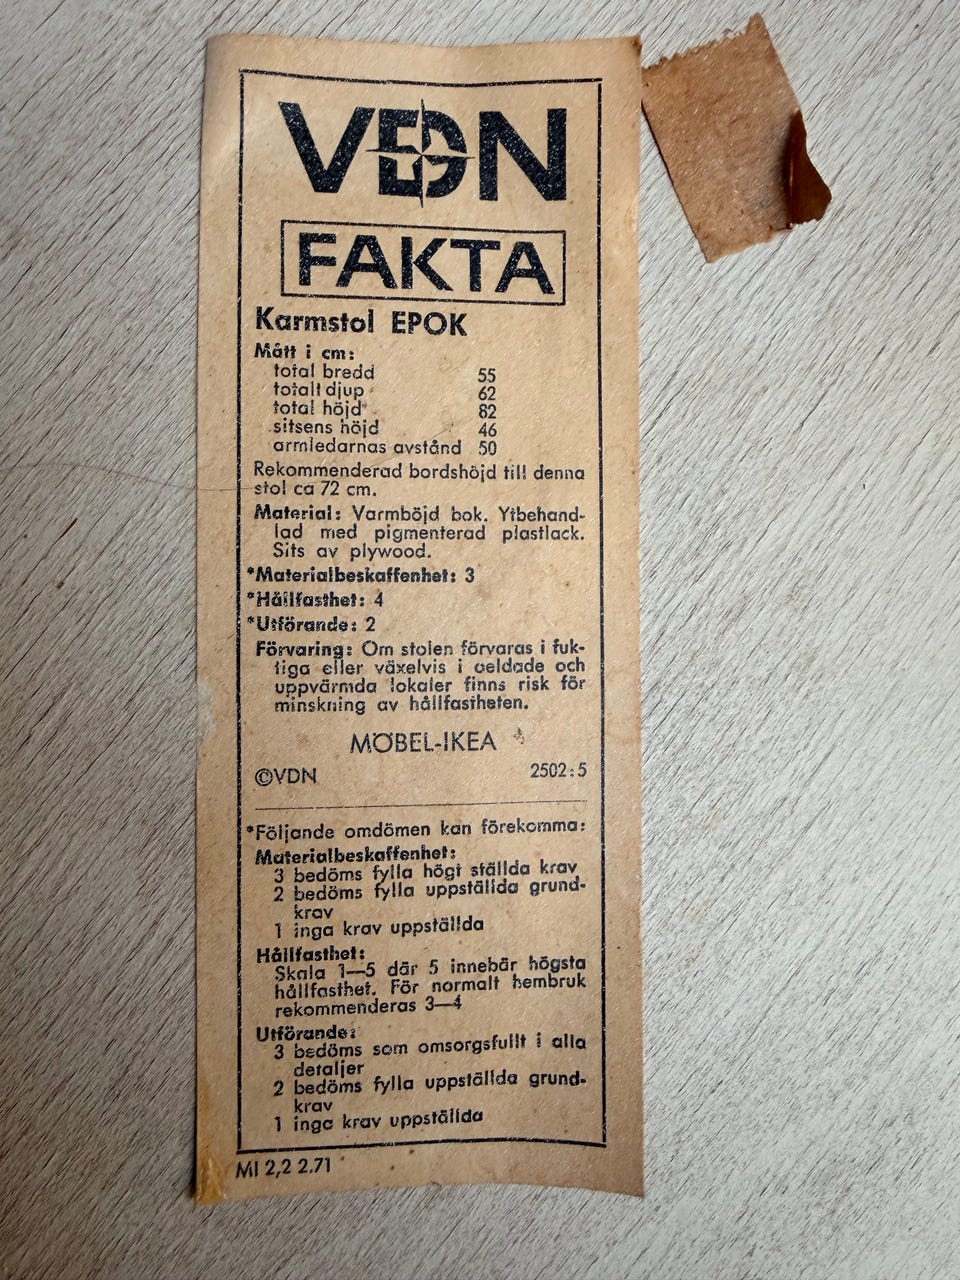 VDN
FAKTA
Karmstol EPOK
Mått i cm:
total bredd 55
totalt djup 62
total höjd 82
sitsens höjd 46
armledarnas avstånd 50
Rekommenderad bordshöjd till denna
stol ca 72 cm.
Material: Varmböjd bok. Ytbehand-
lad med pigmenterad plastlack.
Sits av plywood.
*Materialbeskaffenhet: 3
*Hållfasthet: 4
*Utförande: 2
Förvaring: Om stolen förvaras i fuk-
tiga eller växelvis i oeldade och
uppvärmda lokaler finns risk för
minskning av hållfastheten.
MÖBEL-IKEA
©VDN 2502:5
*Följande omdömen kan förekomma:
Materialbeskaffenhet:
3 bedöms fylla högt ställda krav
2 bedöms fylla uppställda grund-
krav
1 inga krav uppställda
Hållfasthet:
Skala 1—5 där 5 innebär högsta
hållfasthet. För normalt hembruk
rekommenderas 3—4
Utförande:
3 bedöms som omsorgsfullt i alla
detaljer
2 bedöms fylla uppställda grund-
krav
1 inga krav uppställda
MI 2,2 2.71